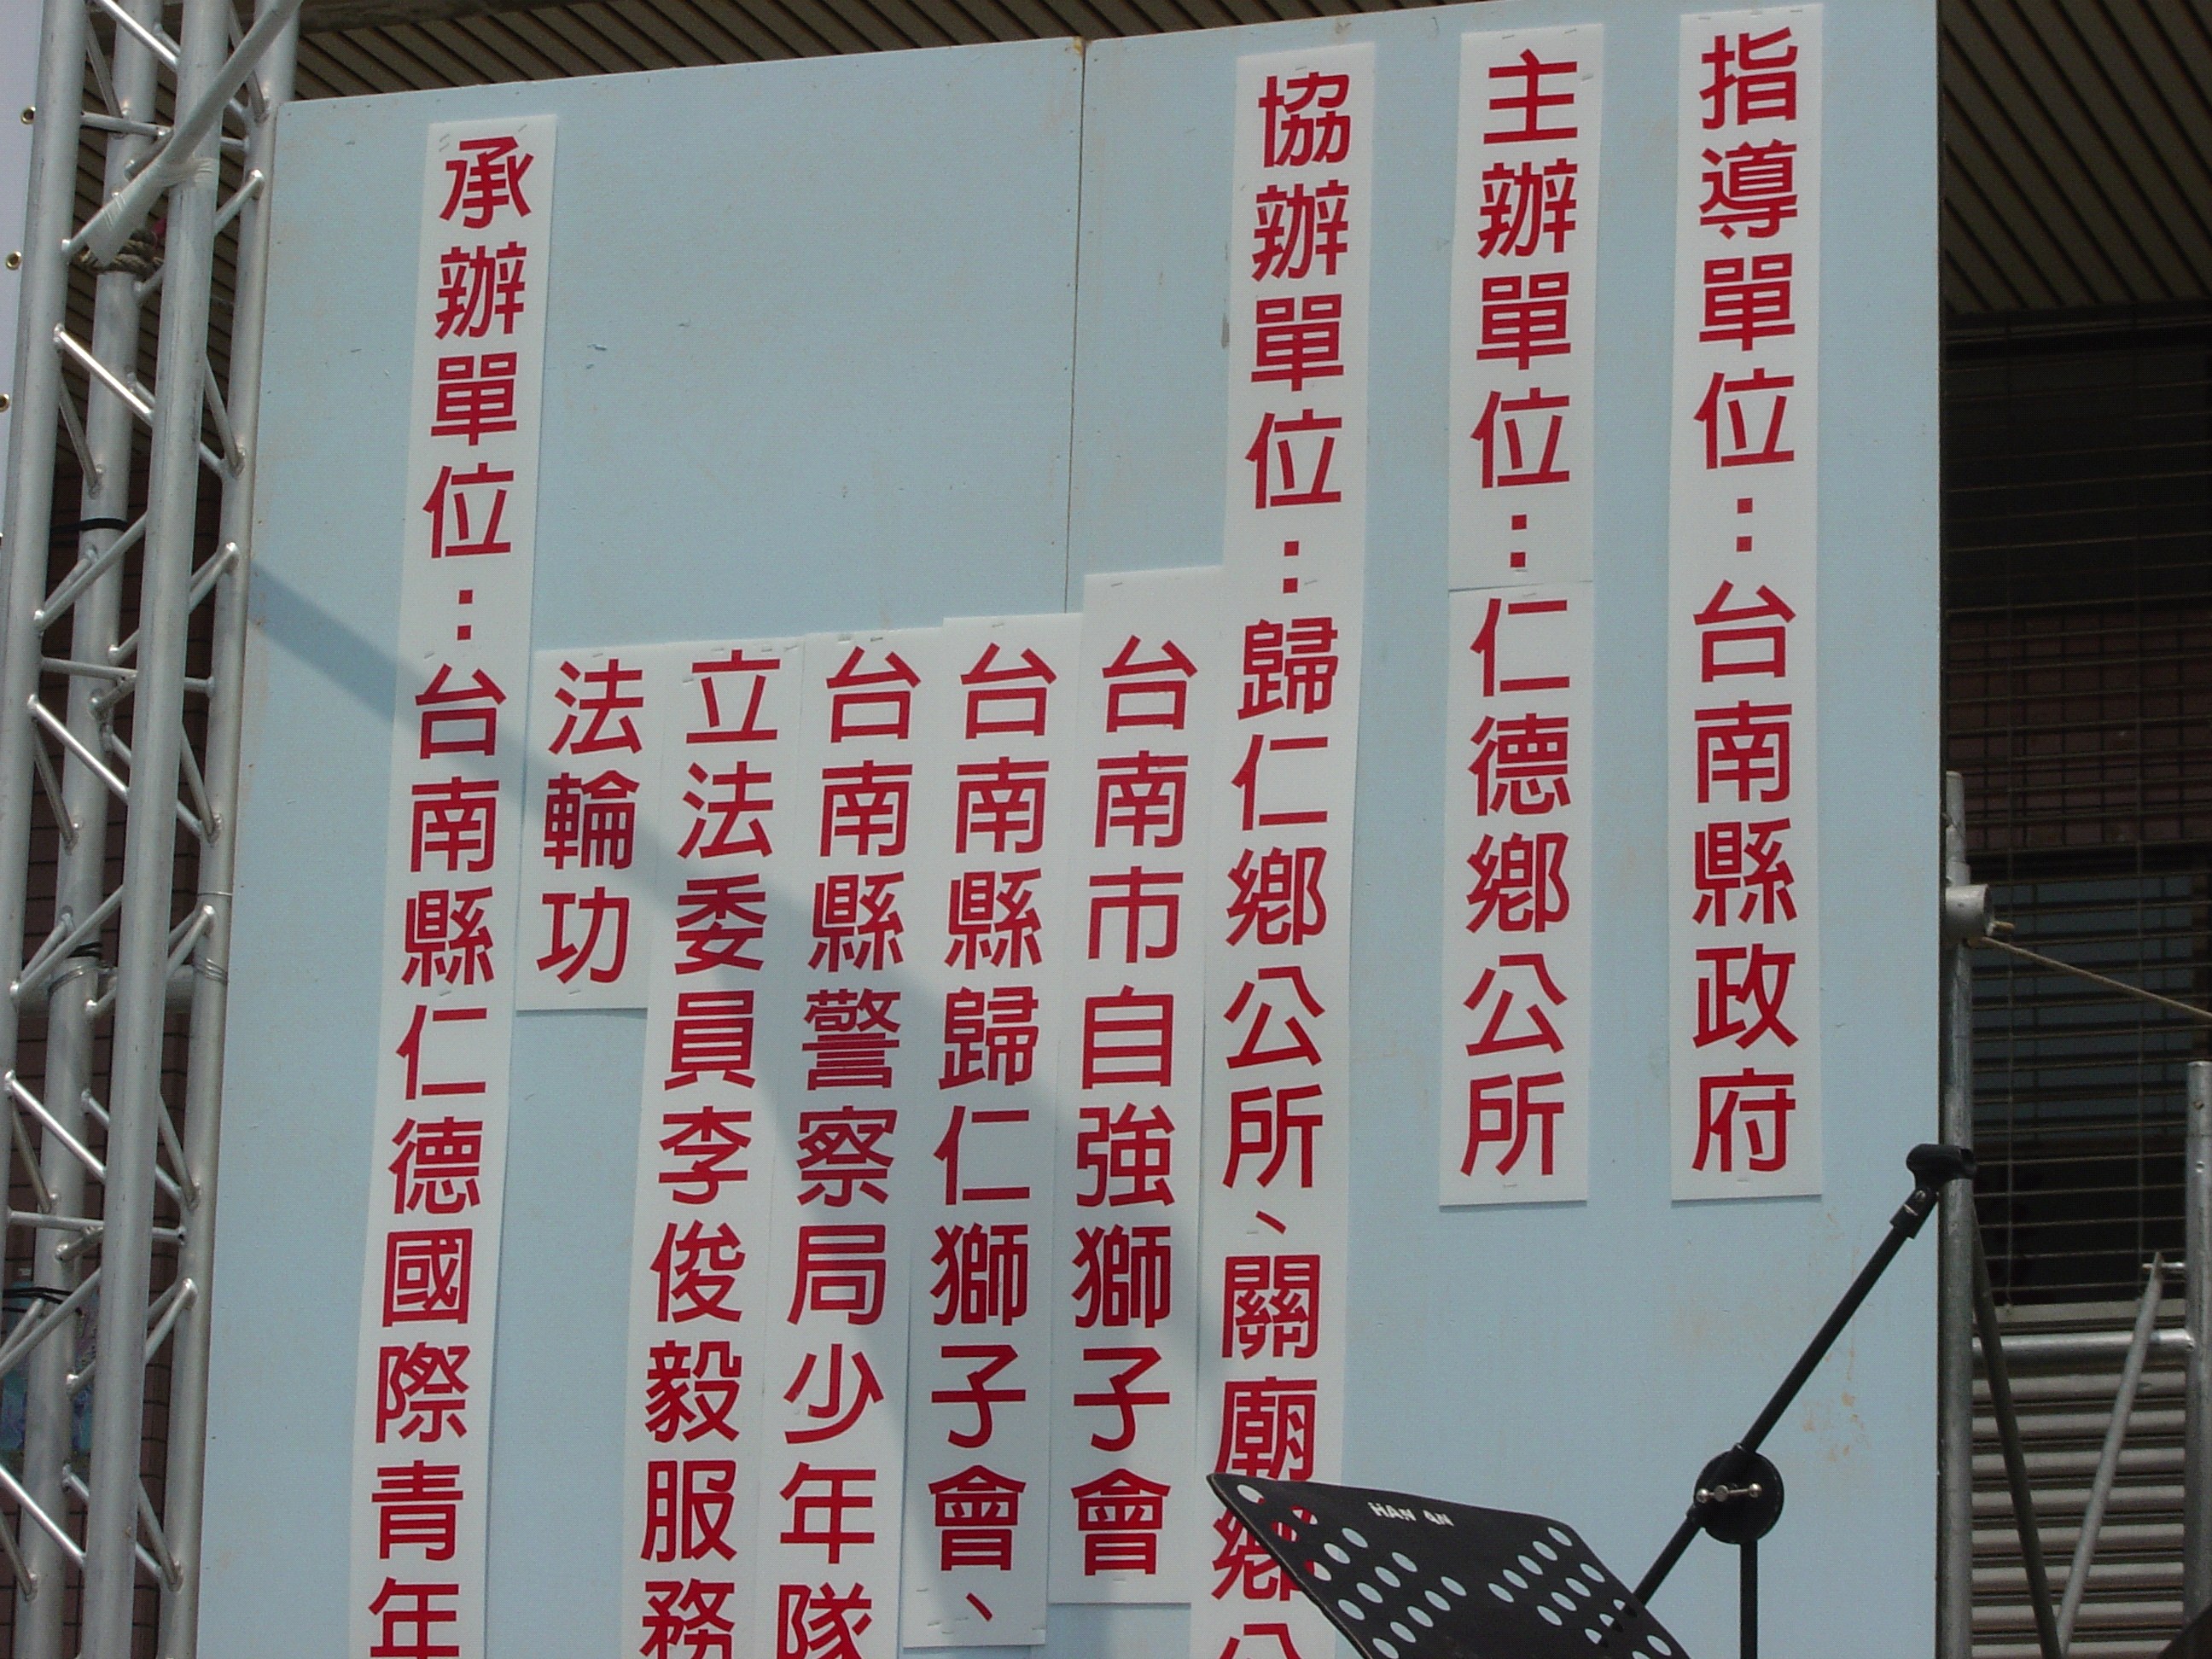 指導單位：台南縣政府
主辦單位：仁德鄉公所
協辦單位：歸仁鄉公所、關廟鄉公
台南市自強獅子會
台南縣歸仁獅子會、
台南縣警察局少年隊
立法委員李俊毅服務
法輪功
承辦單位：台南縣仁德國際青年
HAN AN